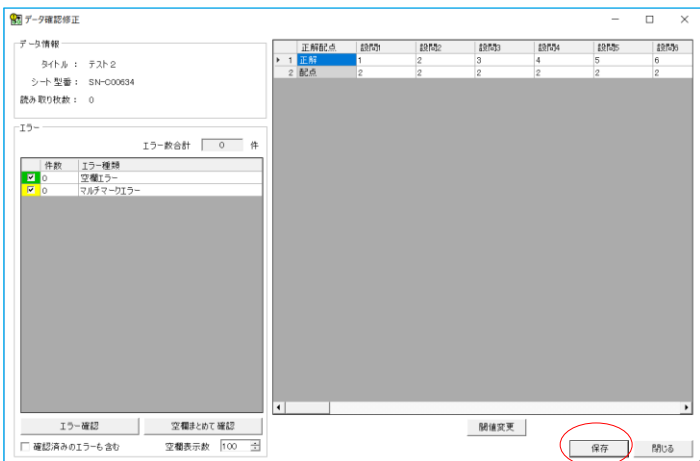 データ確認修正
データ情報
タイトル： テスト2
シート型番： SN-C00634
読み取り枚数： 0
エラー
エラー数合計 0 件
件数 エラー種類
0 空欄エラー
0 マルチマークエラー
エラー確認 空欄まとめて確認
確認済みのエラーも含む 空欄表示数 100
正解配点 設問1 設問2 設問3 設問4 設問5 設問6
1 正解 1 2 3 4 5 6
2 配点 2 2 2 2 2 2
閾値変更
保存 閉じる